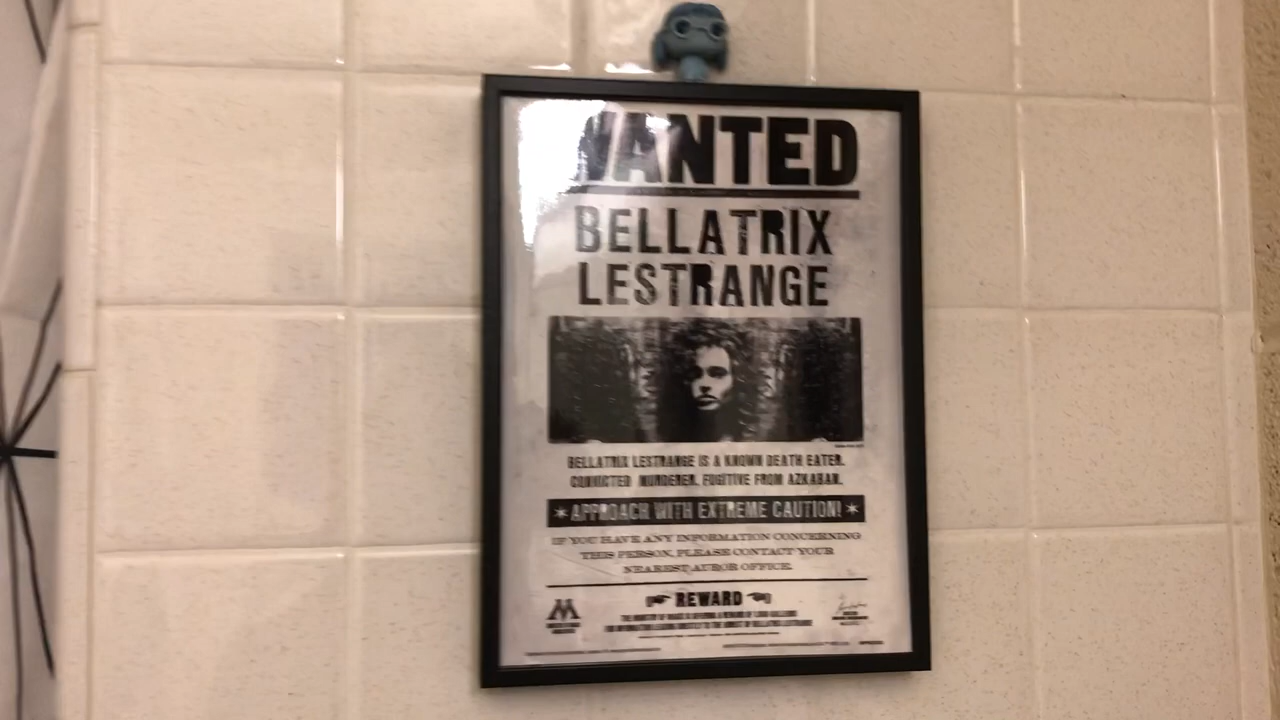 WANTED
BELLATRIX
LESTRANGE
BELLATRIX LESTRANGE IS A KNOWN DEATH EATER.
CONVICTED MURDERER. FUGITIVE FROM AZKABAN.
*APPROACH WITH EXTREME CAUTION!*
IF YOU HAVE ANY INFORMATION CONCERNING
THIS PERSON, PLEASE CONTACT YOUR
NEAREST AUROR OFFICE.
REWARD